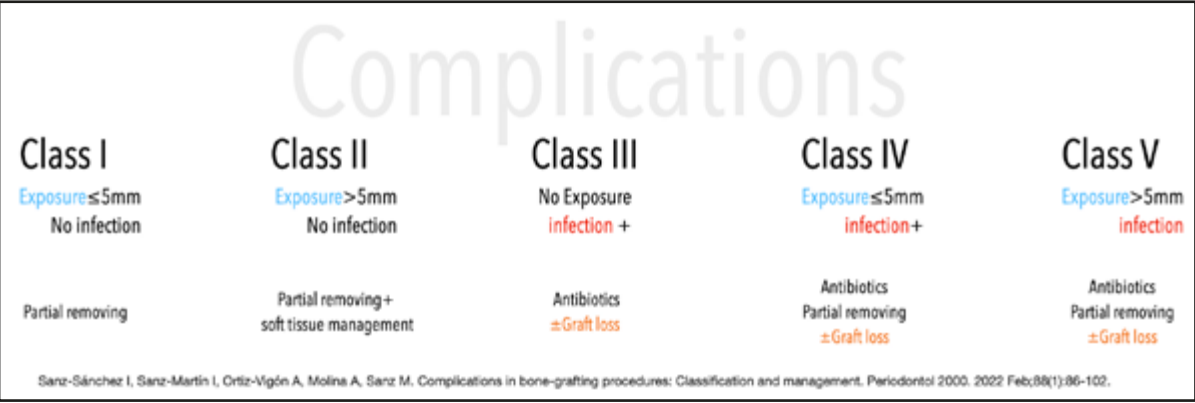 Complications
Class I
Exposure≤5mm
No infection
Partial removing
Class II
Exposure>5mm
No infection
Partial removing+
soft tissue management
Class III
No Exposure
infection +
Antibiotics
±Graft loss
Class IV
Exposure≤5mm
infection+
Antibiotics
Partial removing
±Graft loss
Class V
Exposure>5mm
infection
Antibiotics
Partial removing
±Graft loss
Sanz-Sánchez I, Sanz-Martín I, Ortiz-Vigón A, Molina A, Sanz M. Complications in bone-grafting procedures: Classification and management. Periodontol 2000. 2022 Feb;88(1):86-102.